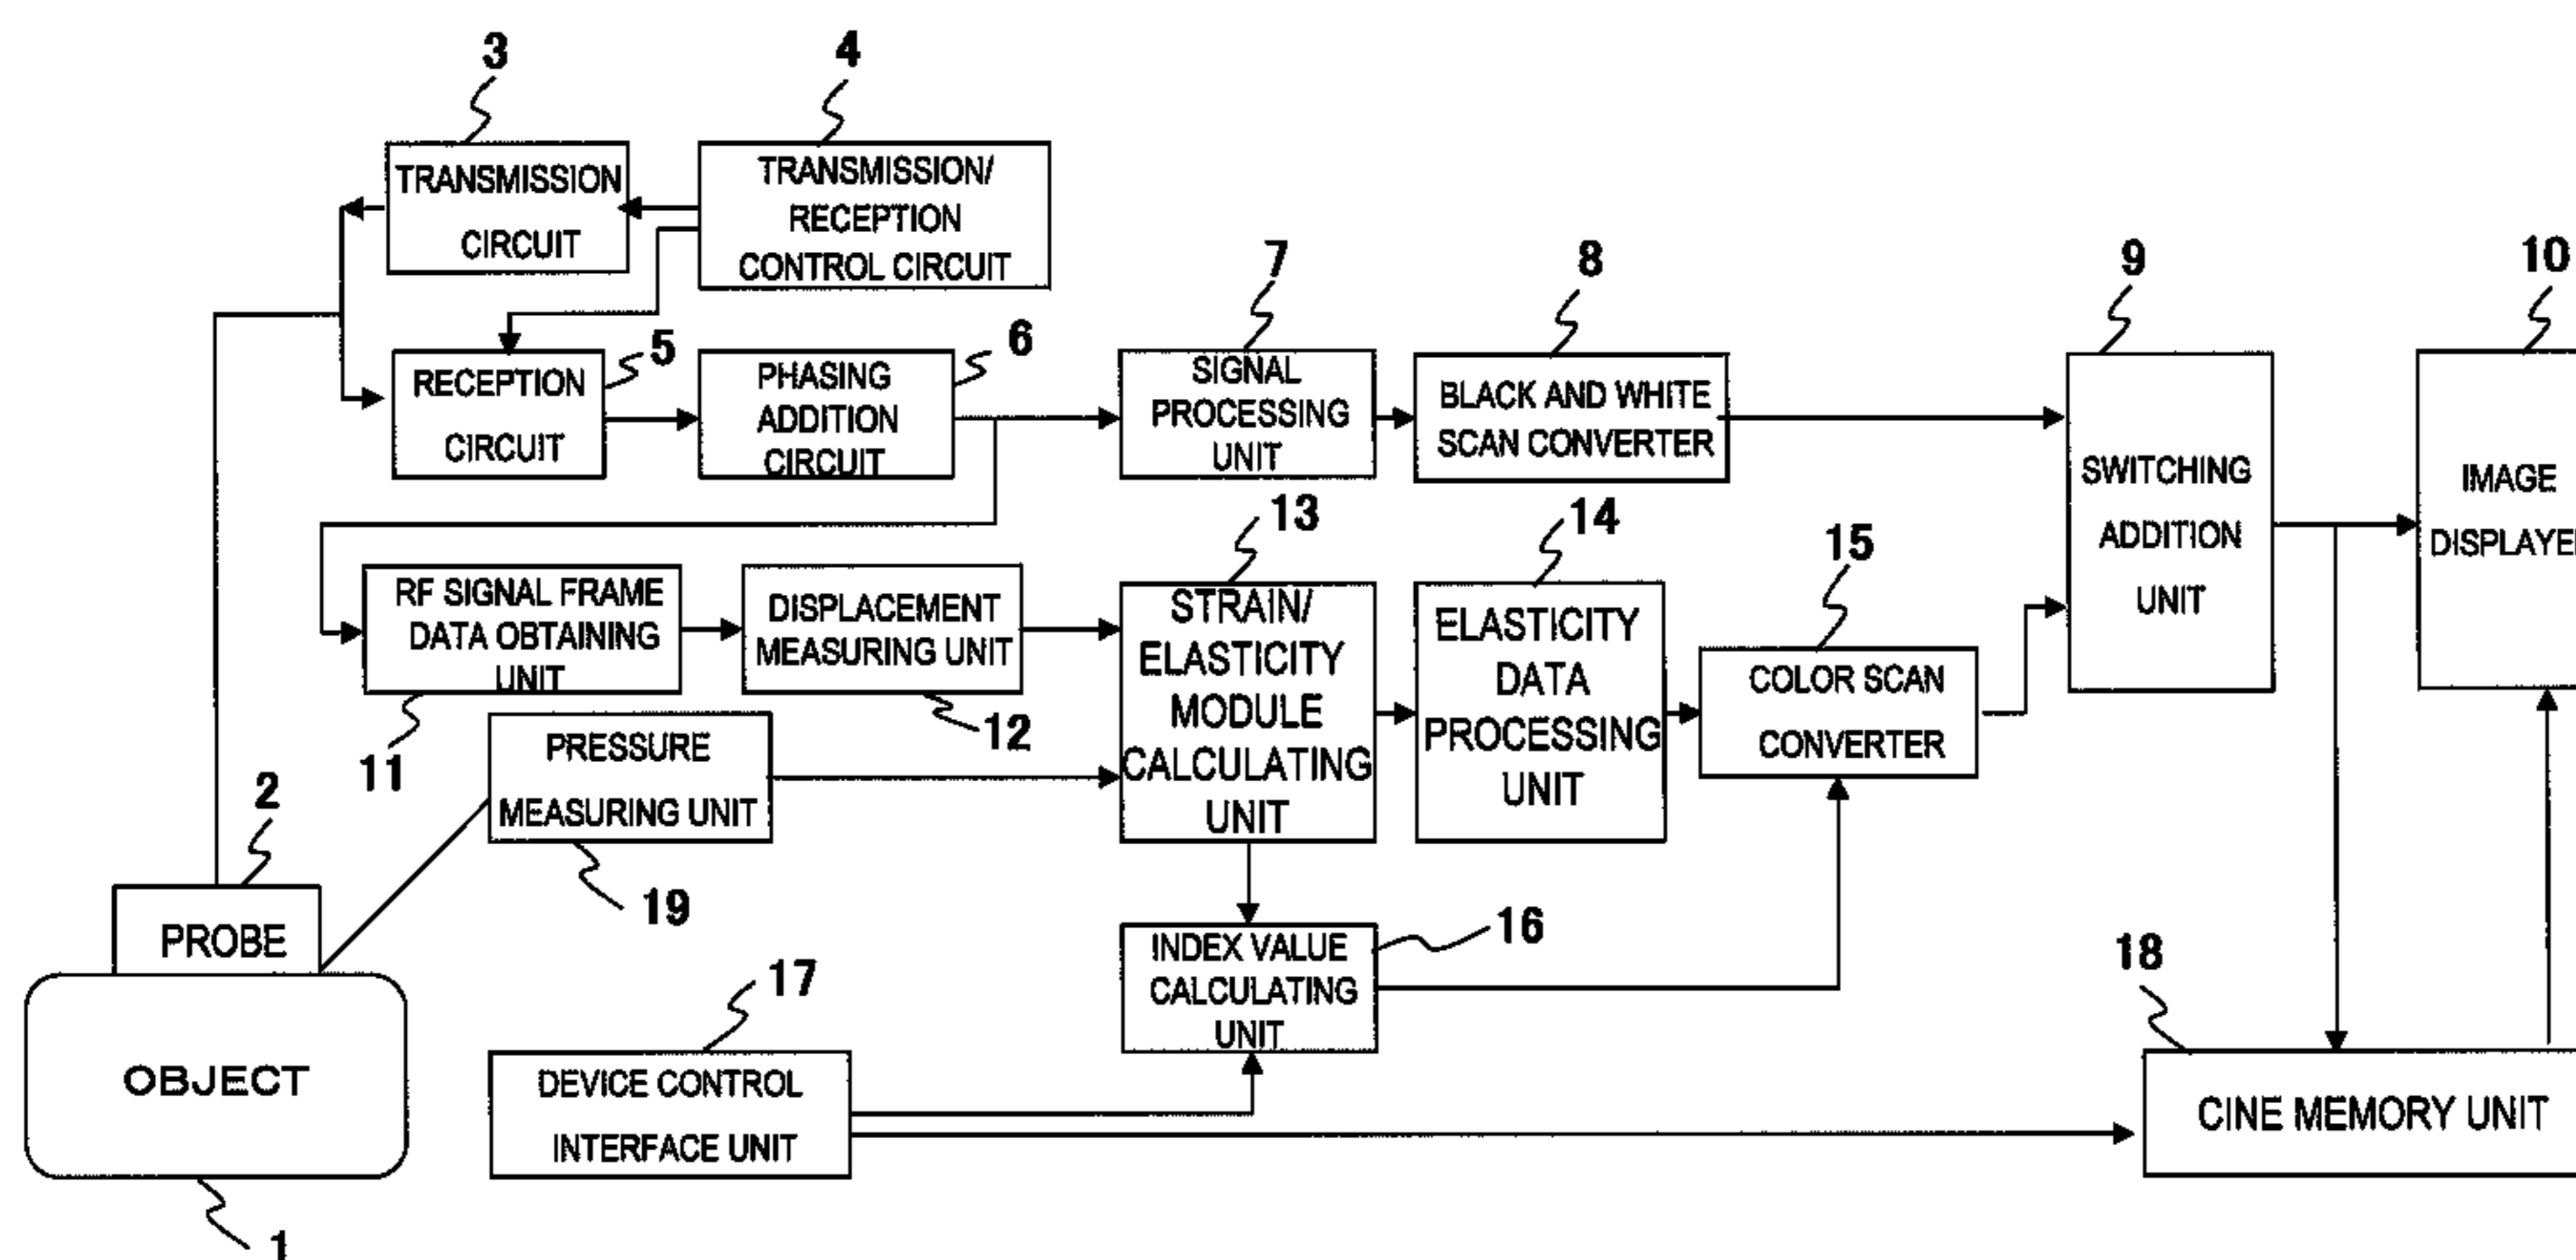 3
4
TRANSMISSION
CIRCUIT
TRANSMISSION/
RECEPTION
CONTROL CIRCUIT
7
8
9
10
5
6
RECEPTION
CIRCUIT
PHASING
ADDITION
CIRCUIT
SIGNAL
PROCESSING
UNIT
BLACK AND WHITE
SCAN CONVERTER
SWITCHING
ADDITION
UNIT
IMAGE
DISPLAYER
13
14
15
RF SIGNAL FRAME
DATA OBTAINING
UNIT
DISPLACEMENT
MEASURING UNIT
STRAIN/
ELASTICITY
MODULE
CALCULATING
UNIT
ELASTICITY
DATA
PROCESSING
UNIT
COLOR SCAN
CONVERTER
11
12
PRESSURE
MEASURING UNIT
2
19
PROBE
16
INDEX VALUE
CALCULATING
UNIT
17
18
OBJECT
DEVICE CONTROL
INTERFACE UNIT
CINE MEMORY UNIT
1